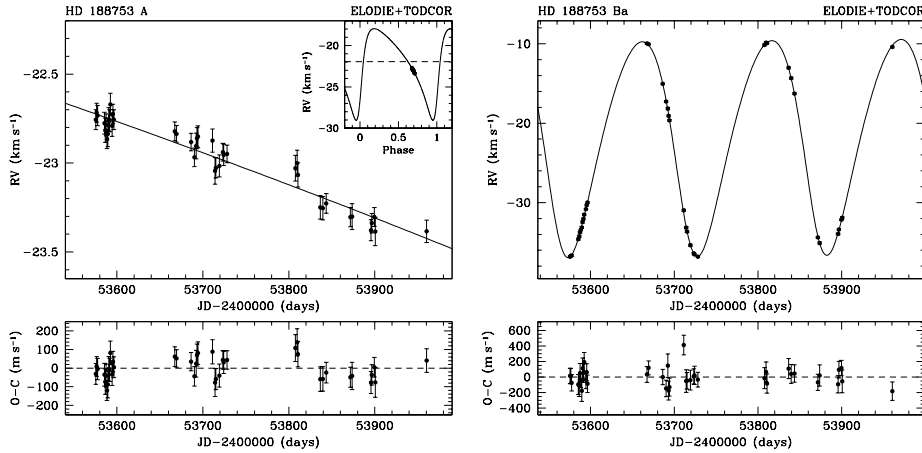 HD 188753 A ELODIE+TODCOR
−22.5
−23
−23.5
RV (km s⁻¹)
−20
−25
−30
RV (km s⁻¹)
0 0.5 1
Phase
53600 53700 53800 53900
JD−2400000 (days)
200
100
0
−100
−200
O−C (m s⁻¹)
53600 53700 53800 53900
JD−2400000 (days)
HD 188753 Ba ELODIE+TODCOR
−10
−20
−30
RV (km s⁻¹)
53600 53700 53800 53900
JD−2400000 (days)
600
400
200
0
−200
−400
O−C (m s⁻¹)
53600 53700 53800 53900
JD−2400000 (days)